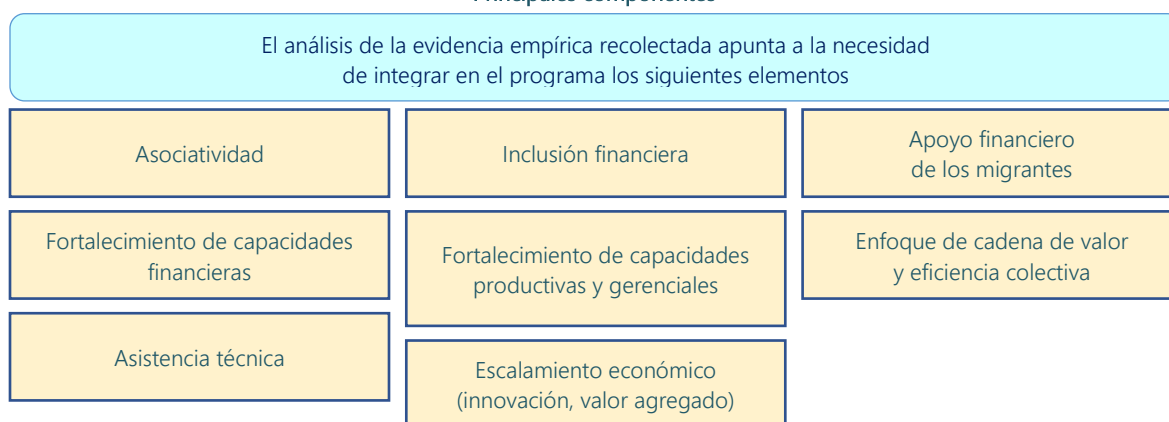 Principales componentes
El análisis de la evidencia empírica recolectada apunta a la necesidad
de integrar en el programa los siguientes elementos
Asociatividad
Inclusión financiera
Apoyo financiero
de los migrantes
Fortalecimiento de capacidades
financieras
Fortalecimiento de capacidades
productivas y gerenciales
Enfoque de cadena de valor
y eficiencia colectiva
Asistencia técnica
Escalamiento económico
(innovación, valor agregado)